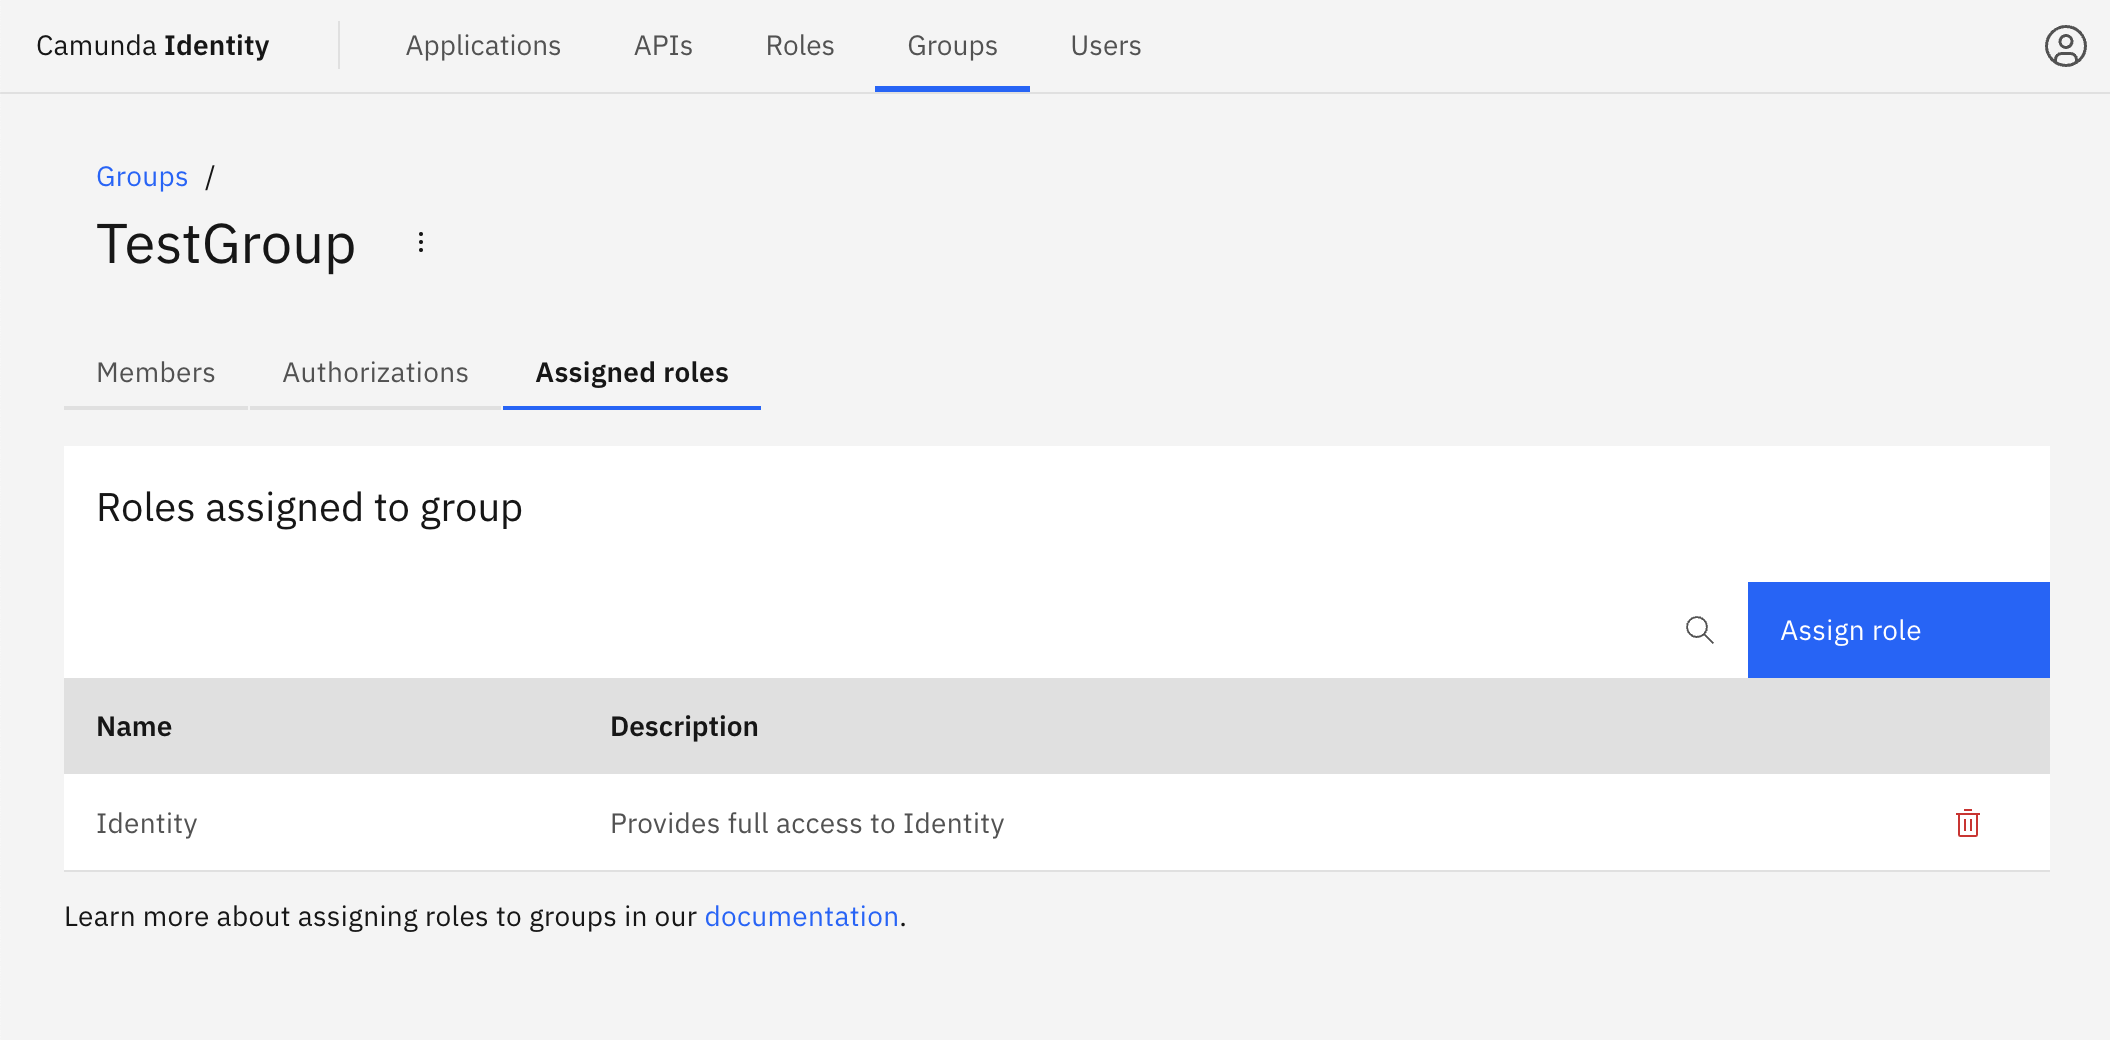 Camunda Identity Applications APIs Roles Groups Users
Groups /
TestGroup
Members Authorizations Assigned roles
Roles assigned to group
Assign role
Name Description
Identity Provides full access to Identity
Learn more about assigning roles to groups in our documentation.